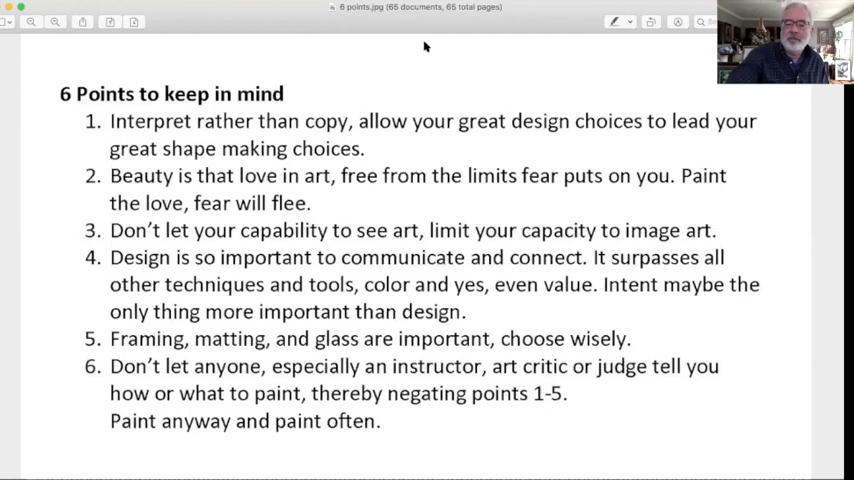 6 points.jpg (65 documents, 65 total pages)
6 Points to keep in mind
1. Interpret rather than copy, allow your great design choices to lead your
great shape making choices.
2. Beauty is that love in art, free from the limits fear puts on you. Paint
the love, fear will flee.
3. Don't let your capability to see art, limit your capacity to image art.
4. Design is so important to communicate and connect. It surpasses all
other techniques and tools, color and yes, even value. Intent maybe the
only thing more important than design.
5. Framing, matting, and glass are important, choose wisely.
6. Don't let anyone, especially an instructor, art critic or judge tell you
how or what to paint, thereby negating points 1-5.
Paint anyway and paint often.